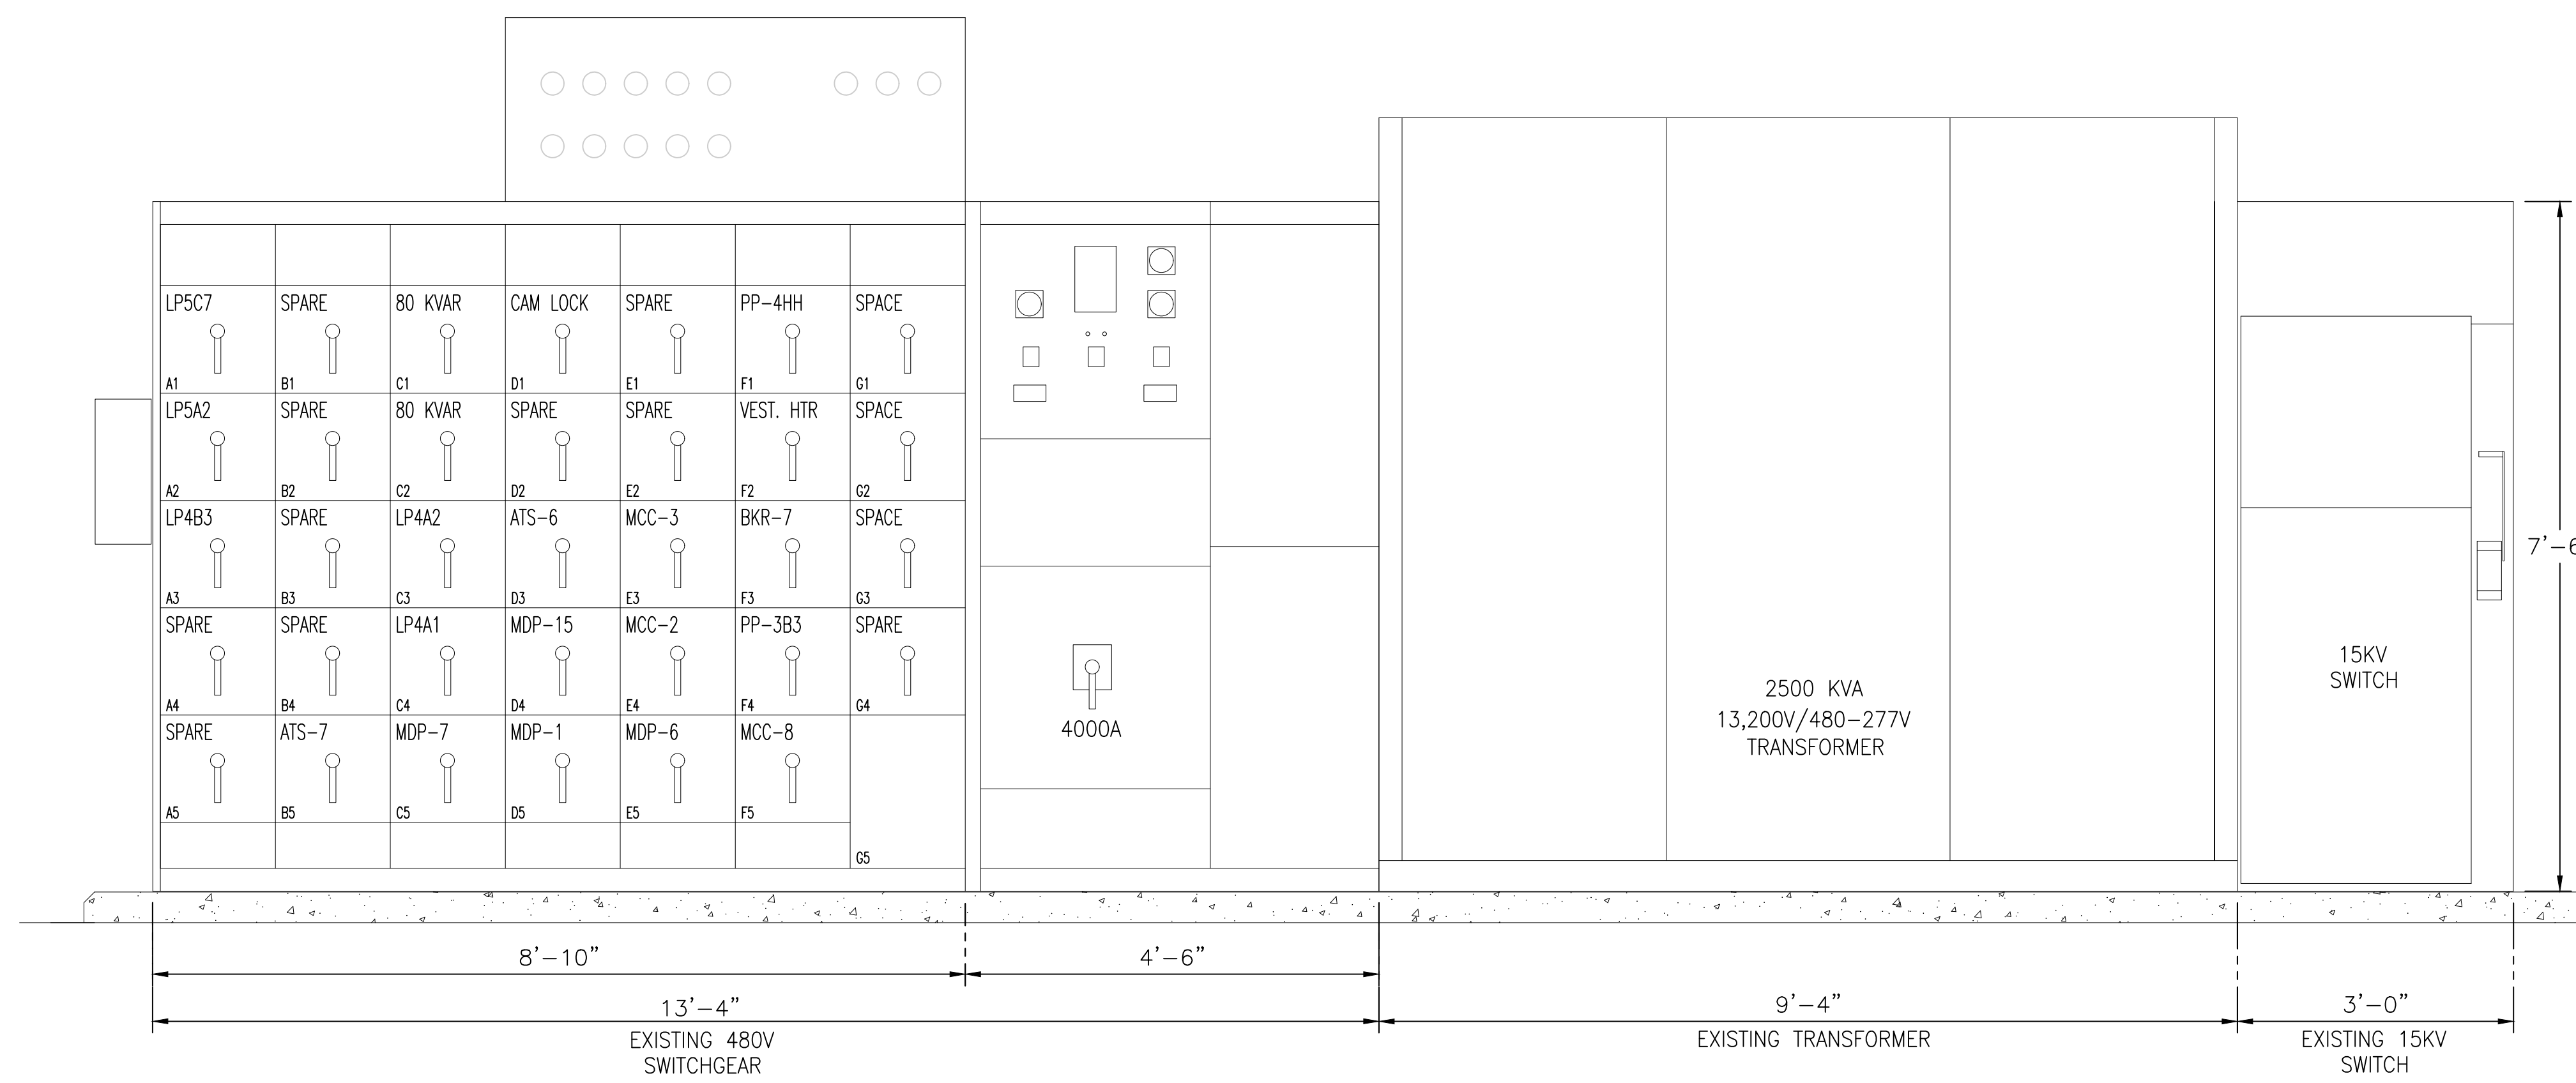 LP5C7 SPARE 80 KVAR CAM LOCK SPARE PP-4HH SPACE
A1 B1 C1 D1 E1 F1 G1
LP5A2 SPARE 80 KVAR SPARE SPARE VEST. HTR SPACE
A2 B2 C2 D2 E2 F2 G2
LP4B3 SPARE LP4A2 ATS-6 MCC-3 BKR-7 SPACE
A3 B3 C3 D3 E3 F3 G3
SPARE SPARE LP4A1 MDP-15 MCC-2 PP-3B3 SPARE
A4 B4 C4 D4 E4 F4 G4
SPARE ATS-7 MDP-7 MDP-1 MDP-6 MCC-8
A5 B5 C5 D5 E5 F5
G5
4000A
2500 KVA
13,200V/480-277V
TRANSFORMER
15KV
SWITCH
7'-6
8'-10"
4'-6"
13'-4"
EXISTING 480V
SWITCHGEAR
9'-4"
EXISTING TRANSFORMER
3'-0"
EXISTING 15KV
SWITCH